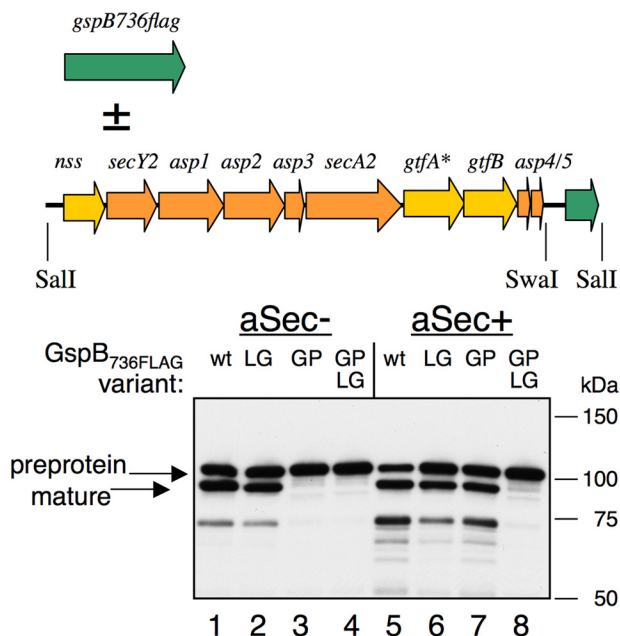 gspB736flag
±
nss secY2 asp1 asp2 asp3 secA2 gtfA* gtfB asp4/5
SalI SwaI SalI
aSec- aSec+
GspB736FLAG variant:
wt LG GP GP LG wt LG GP GP LG
kDa
150
preprotein
100
mature
75
50
1 2 3 4 5 6 7 8